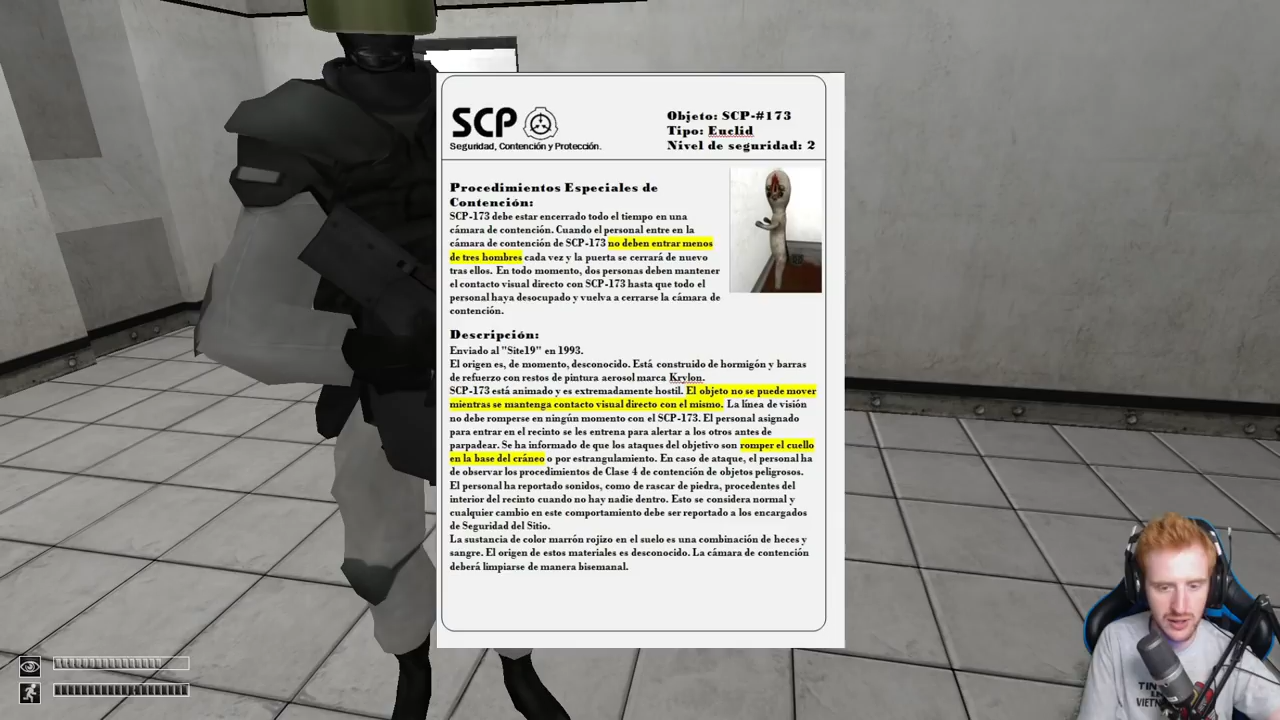 SCP
Seguridad, Contención y Protección.
Objeto: SCP-#173
Tipo: Euclid
Nivel de seguridad: 2
Procedimientos Especiales de
Contención:
SCP-173 debe estar encerrado todo el tiempo en una
cámara de contención. Cuando el personal entre en la
cámara de contención de SCP-173 no deben entrar menos
de tres hombres cada vez y la puerta se cerrará de nuevo
tras ellos. En todo momento, dos personas deben mantener
el contacto visual directo con SCP-173 hasta que todo el
personal haya desocupado y vuelva a cerrarse la cámara de
contención.
Descripción:
Enviado al "Site19" en 1993.
El origen es, de momento, desconocido. Está construido de hormigón y barras
de refuerzo con restos de pintura aerosol marca Krylon.
SCP-173 está animado y es extremadamente hostil. El objeto no se puede mover
mientras se mantenga contacto visual directo con el mismo. La línea de visión
no debe romperse en ningún momento con el SCP-173. El personal asignado
para entrar en el recinto se les entrena para alertar a los otros antes de
parpadear. Se ha informado de que los ataques del objetivo son romper el cuello
en la base del cráneo o por estrangulamiento. En caso de ataque, el personal ha
de observar los procedimientos de Clase 4 de contención de objetos peligrosos.
El personal ha reportado sonidos, como de rascar de piedra, procedentes del
interior del recinto cuando no hay nadie dentro. Esto se considera normal y
cualquier cambio en este comportamiento debe ser reportado a los encargados
de Seguridad del Sitio.
La sustancia de color marrón rojizo en el suelo es una combinación de heces y
sangre. El origen de estos materiales es desconocido. La cámara de contención
deberá limpiarse de manera bisemanal.